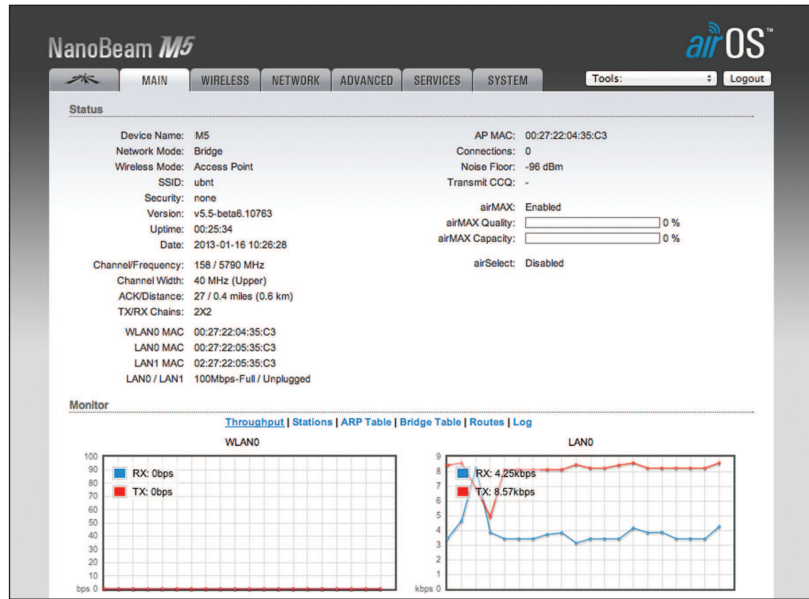 NanoBeam M5
airOS™
MAIN WIRELESS NETWORK ADVANCED SERVICES SYSTEM Tools: Logout
Status
Device Name: M5
Network Mode: Bridge
Wireless Mode: Access Point
SSID: ubnt
Security: none
Version: v5.5-beta6.10763
Uptime: 00:25:34
Date: 2013-01-16 10:26:28
Channel/Frequency: 158 / 5790 MHz
Channel Width: 40 MHz (Upper)
ACK/Distance: 27 / 0.4 miles (0.6 km)
TX/RX Chains: 2X2
WLAN0 MAC 00:27:22:04:35:C3
LAN0 MAC 00:27:22:05:35:C3
LAN1 MAC 02:27:22:05:35:C3
LAN0 / LAN1 100Mbps-Full / Unplugged
AP MAC: 00:27:22:04:35:C3
Connections: 0
Noise Floor: -96 dBm
Transmit CCQ: -
airMAX: Enabled
airMAX Quality: 0 %
airMAX Capacity: 0 %
airSelect: Disabled
Monitor
Throughput | Stations | ARP Table | Bridge Table | Routes | Log
WLAN0
100
90
80
70
60
50
40
30
20
10
bps 0
RX: 0bps
TX: 0bps
LAN0
9
8
7
6
5
4
3
2
1
kbps 0
RX: 4.25kbps
TX: 8.57kbps